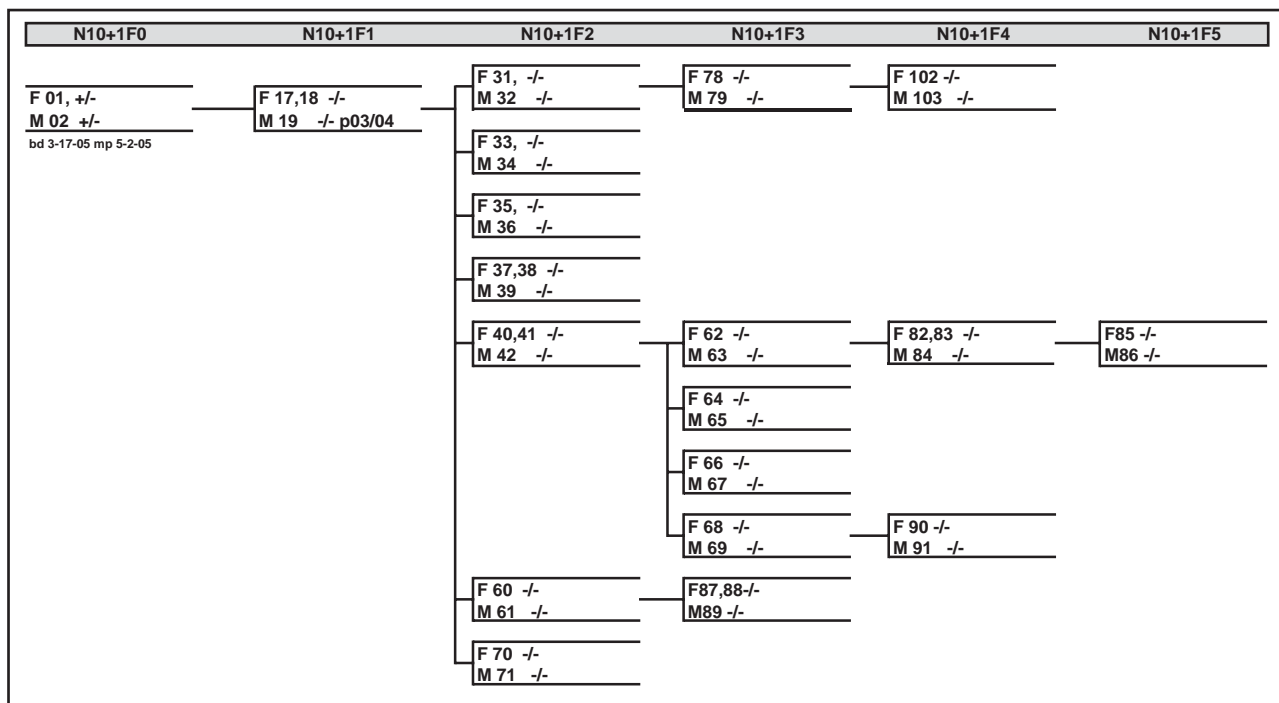 N10+1F0 N10+1F1 N10+1F2 N10+1F3 N10+1F4 N10+1F5
F 01, +/-
M 02 +/-
bd 3-17-05 mp 5-2-05
F 17,18 -/-
M 19 -/- p03/04
F 31, -/-
M 32 -/-
F 33, -/-
M 34 -/-
F 35, -/-
M 36 -/-
F 37,38 -/-
M 39 -/-
F 40,41 -/-
M 42 -/-
F 60 -/-
M 61 -/-
F 70 -/-
M 71 -/-
F 78 -/-
M 79 -/-
F 62 -/-
M 63 -/-
F 64 -/-
M 65 -/-
F 66 -/-
M 67 -/-
F 68 -/-
M 69 -/-
F87,88-/-
M89 -/-
F 102 -/-
M 103 -/-
F 82,83 -/-
M 84 -/-
F 90 -/-
M 91 -/-
F85 -/-
M86 -/-